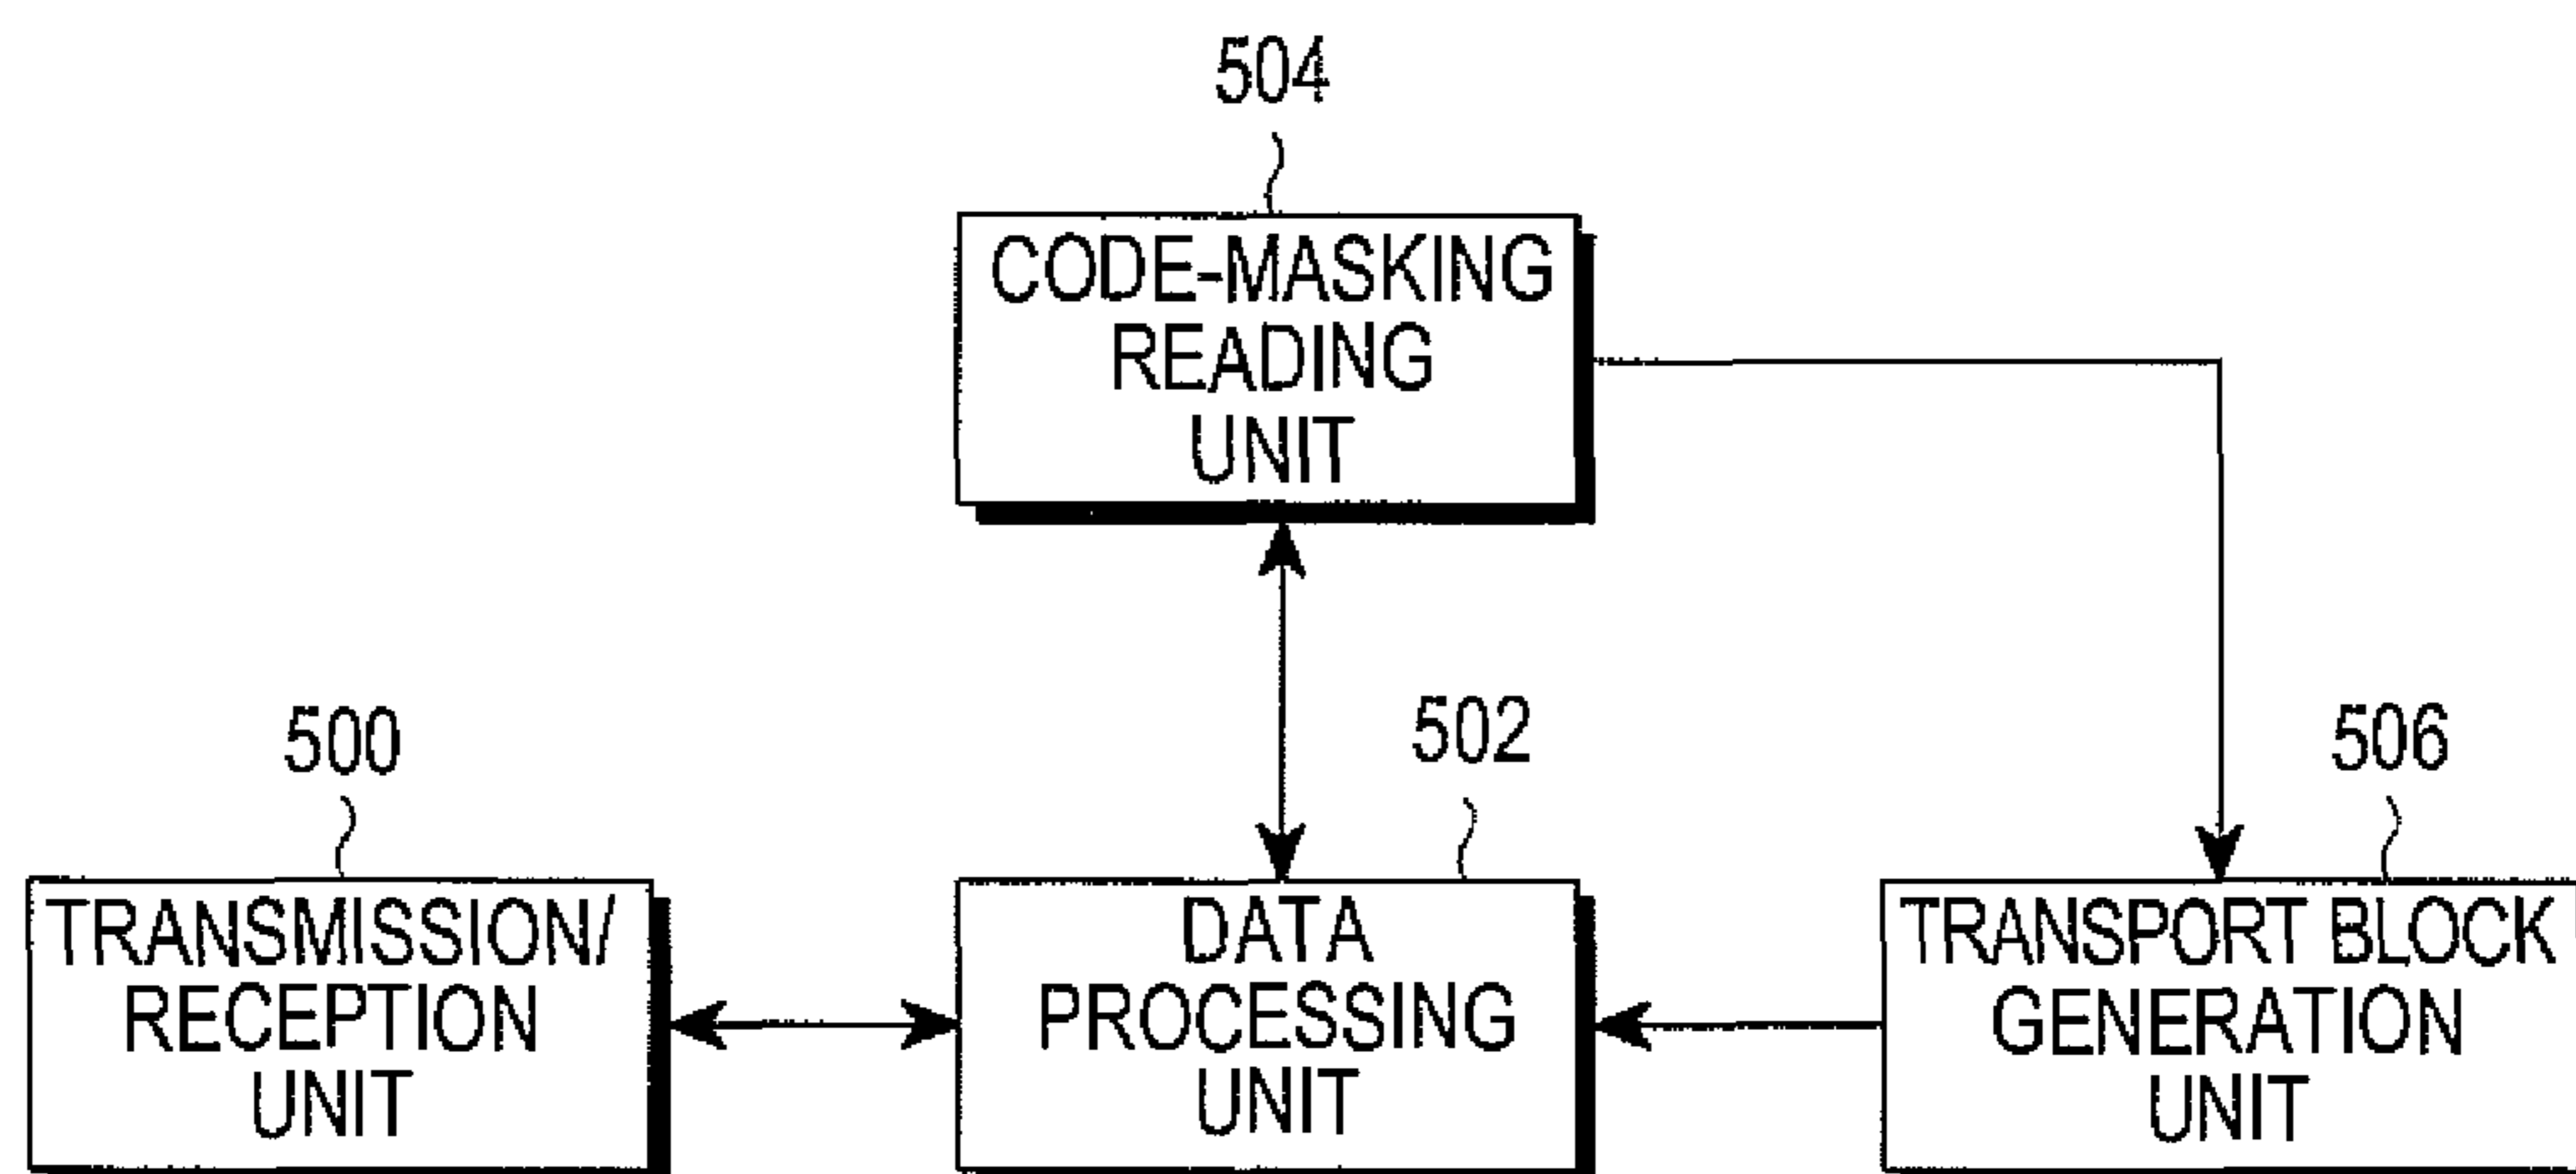 504
CODE-MASKING
READING
UNIT
500
TRANSMISSION/
RECEPTION
UNIT
502
DATA
PROCESSING
UNIT
506
TRANSPORT BLOCK
GENERATION
UNIT